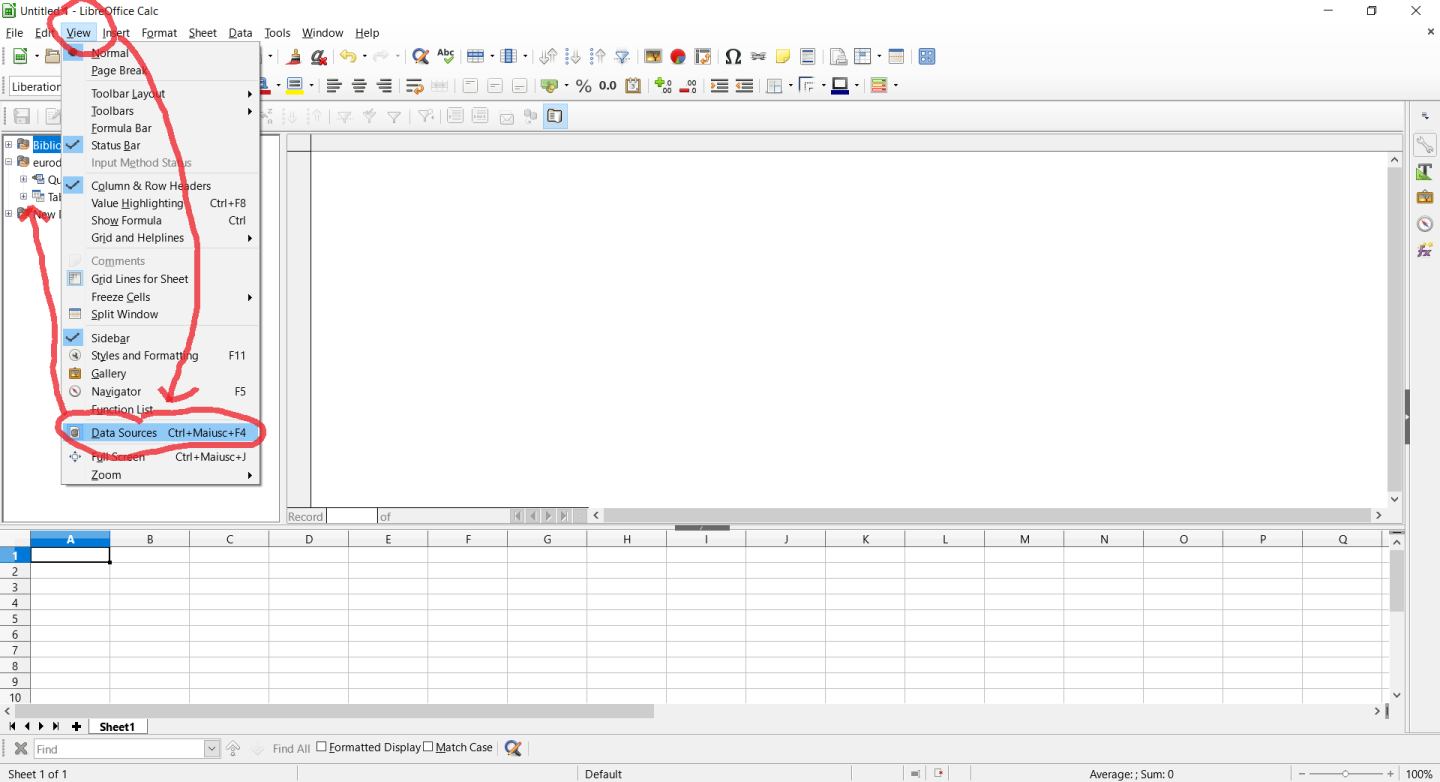 Untitled 1 - LibreOffice Calc
File Edit View Insert Format Sheet Data Tools Window Help
Liberation
Normal
Page Break
Toolbar Layout
Toolbars
Formula Bar
Status Bar
Input Method Status
Column & Row Headers
Value Highlighting Ctrl+F8
Show Formula Ctrl
Grid and Helplines
Comments
Grid Lines for Sheet
Freeze Cells
Split Window
Sidebar
Styles and Formatting F11
Gallery
Navigator F5
Function List
Data Sources Ctrl+Maiusc+F4
Full Screen Ctrl+Maiusc+J
Zoom
Biblio
eurod
Qu
Tab
New
Record of
A B C D E F G H I J K L M N O P Q
1
2
3
4
5
6
7
8
9
10
Sheet1
Find Find All Formatted Display Match Case
Sheet 1 of 1 Default Average: ; Sum: 0 100%